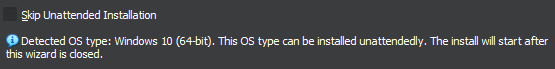 Skip Unattended Installation
Detected OS type: Windows 10 (64-bit). This OS type can be installed unattendedly. The install will start after
this wizard is closed.